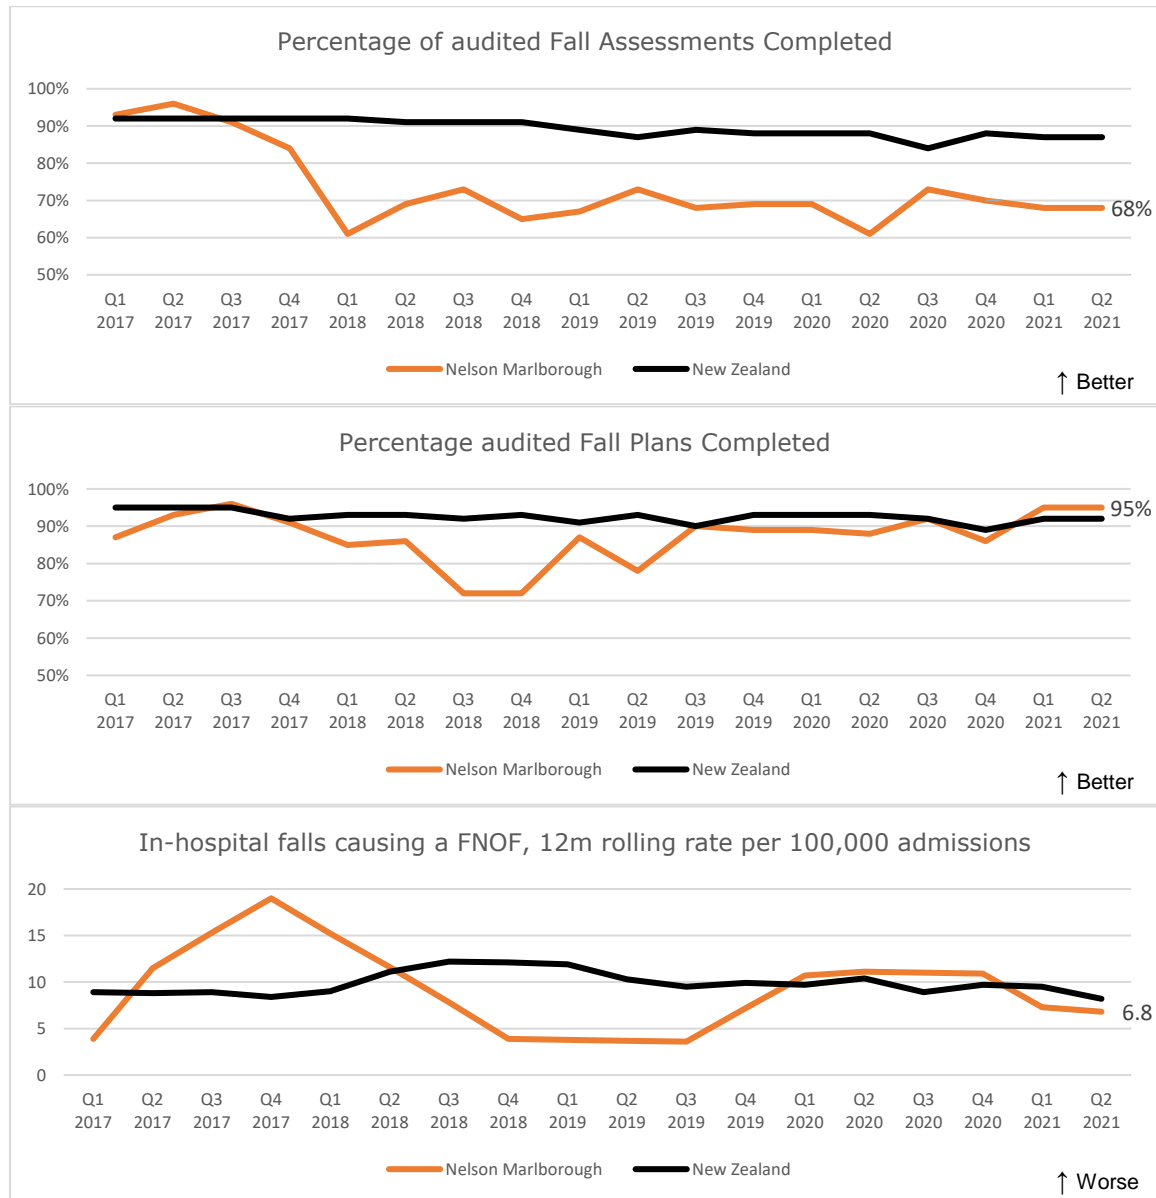 Percentage of audited Fall Assessments Completed
100%
90%
80%
70%
60%
50%
68%
Q1 Q2 Q3 Q4 Q1 Q2 Q3 Q4 Q1 Q2 Q3 Q4 Q1 Q2 Q3 Q4 Q1 Q2
2017 2017 2017 2017 2018 2018 2018 2018 2019 2019 2019 2019 2020 2020 2020 2020 2021 2021
Nelson Marlborough New Zealand
↑ Better
Percentage audited Fall Plans Completed
100%
95%
90%
80%
70%
60%
50%
Q1 Q2 Q3 Q4 Q1 Q2 Q3 Q4 Q1 Q2 Q3 Q4 Q1 Q2 Q3 Q4 Q1 Q2
2017 2017 2017 2017 2018 2018 2018 2018 2019 2019 2019 2019 2020 2020 2020 2020 2021 2021
Nelson Marlborough New Zealand
↑ Better
In-hospital falls causing a FNOF, 12m rolling rate per 100,000 admissions
20
15
10
5
0
6.8
Q1 Q2 Q3 Q4 Q1 Q2 Q3 Q4 Q1 Q2 Q3 Q4 Q1 Q2 Q3 Q4 Q1 Q2
2017 2017 2017 2017 2018 2018 2018 2018 2019 2019 2019 2019 2020 2020 2020 2020 2021 2021
Nelson Marlborough New Zealand
↑ Worse